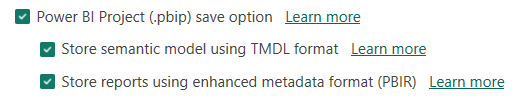 Power BI Project (.pbip) save option Learn more
Store semantic model using TMDL format Learn more
Store reports using enhanced metadata format (PBIR) Learn more